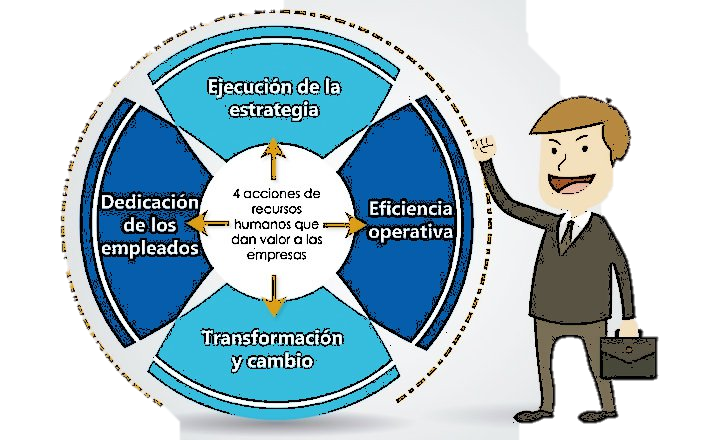 Ejecución de la
estrategia
Dedicación
de los
empleados
4 acciones de
recursos
humanos que
dan valor a las
empresas
Eficiencia
operativa
Transformación
y cambio